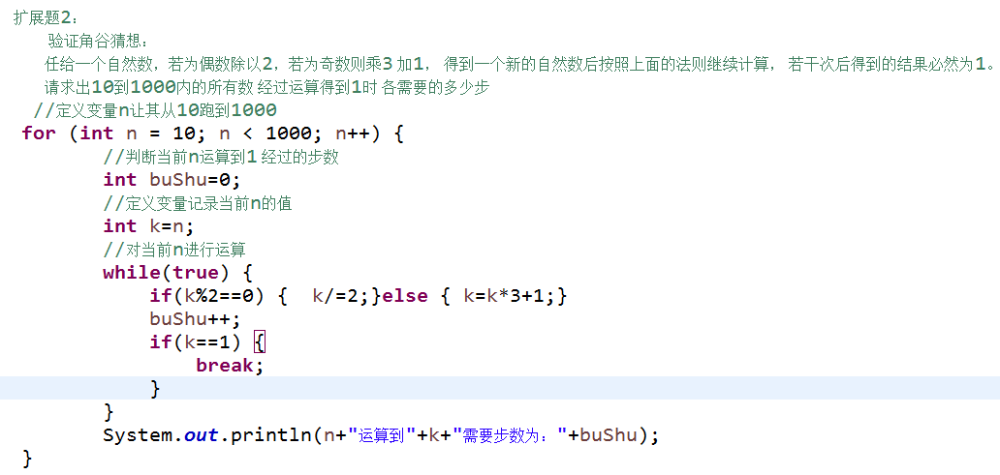 扩展题2：
验证角谷猜想：
任给一个自然数，若为偶数除以2，若为奇数则乘3 加1， 得到一个新的自然数后按照上面的法则继续计算， 若干次后得到的结果必然为1。
请求出10到1000内的所有数 经过运算得到1时 各需要的多少步
//定义变量n让其从10跑到1000
for (int n = 10; n < 1000; n++) {
//判断当前n运算到1 经过的步数
int buShu=0;
//定义变量记录当前n的值
int k=n;
//对当前n进行运算
while(true) {
if(k%2==0) {  k/=2;}else { k=k*3+1;}
buShu++;
if(k==1) {
break;
}
}
System.out.println(n+"运算到"+k+"需要步数为："+buShu);
}